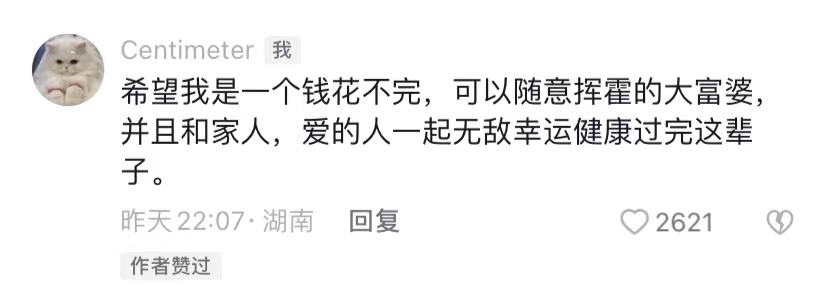 Centimeter 我
希望我是一个钱花不完，可以随意挥霍的大富婆，
并且和家人，爱的人一起无敌幸运健康过完这辈
子。
昨天22:07·湖南 回复 2621
作者赞过